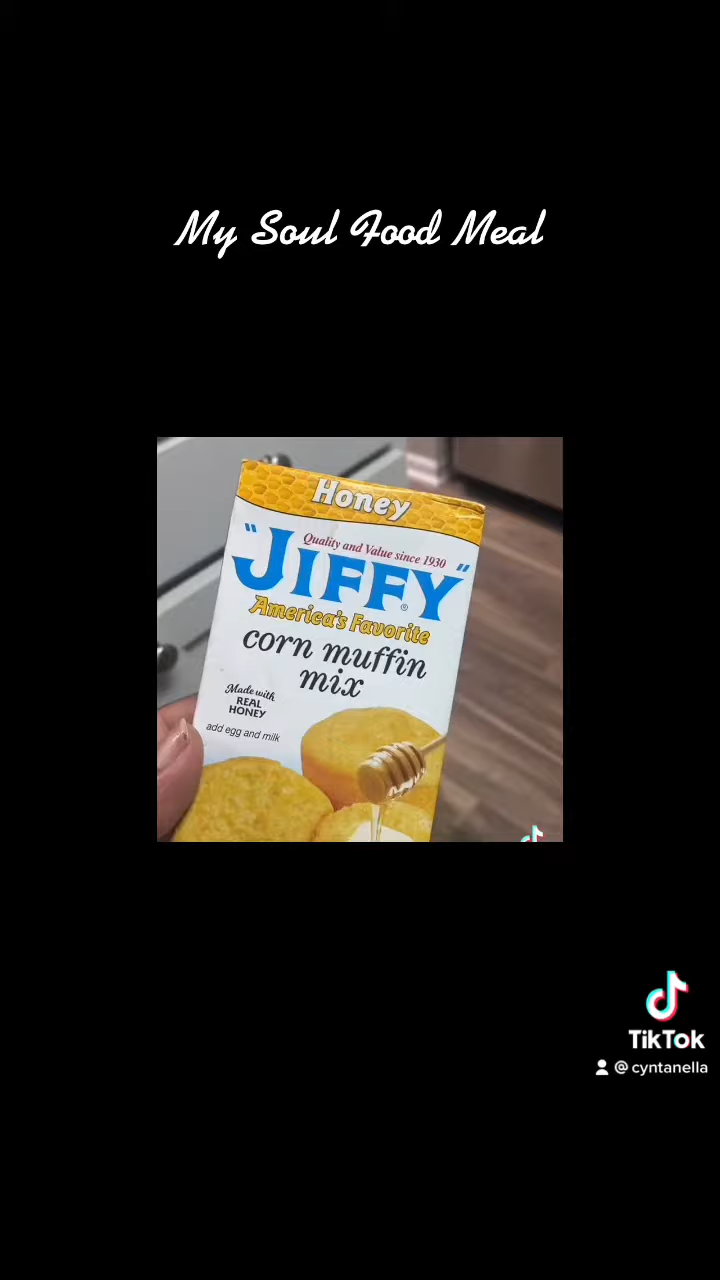 My Soul Food Meal
Honey
Quality and Value since 1930
"JIFFY"®
America's Favorite
corn muffin
mix
Made with
REAL
HONEY
add egg and milk
TikTok
@cyntanella